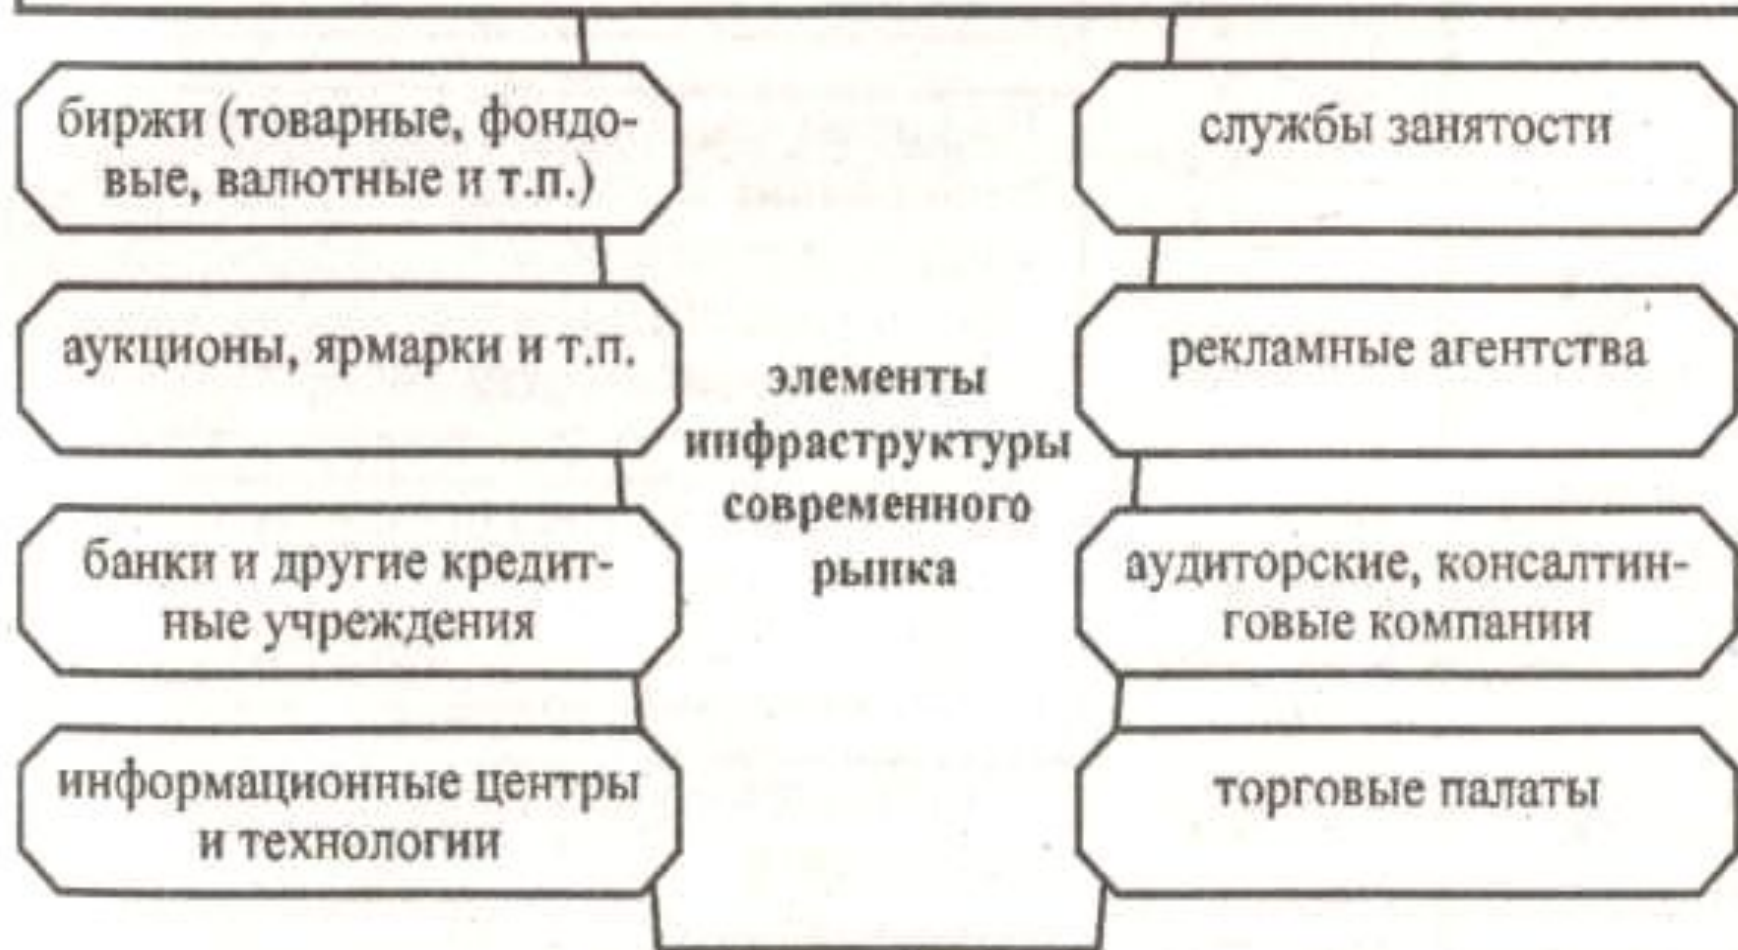 биржи (товарные, фондо-
вые, валютные и т.п.)
аукционы, ярмарки и т.п.
банки и другие кредит-
ные учреждения
информационные центры
и технологии
элементы
инфраструктуры
современного
рынка
службы занятости
рекламные агентства
аудиторские, консалтин-
говые компании
торговые палаты